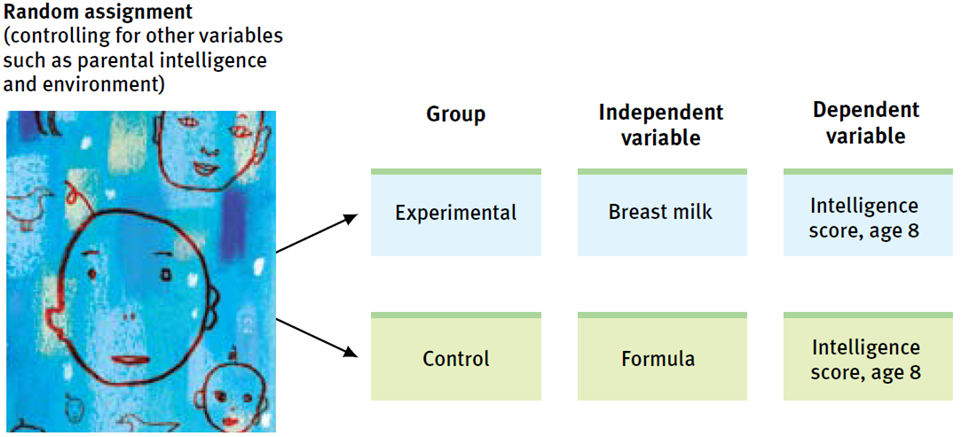 Random assignment
(controlling for other variables
such as parental intelligence
and environment)
Group
Independent
variable
Dependent
variable
Experimental
Breast milk
Intelligence
score, age 8
Control
Formula
Intelligence
score, age 8